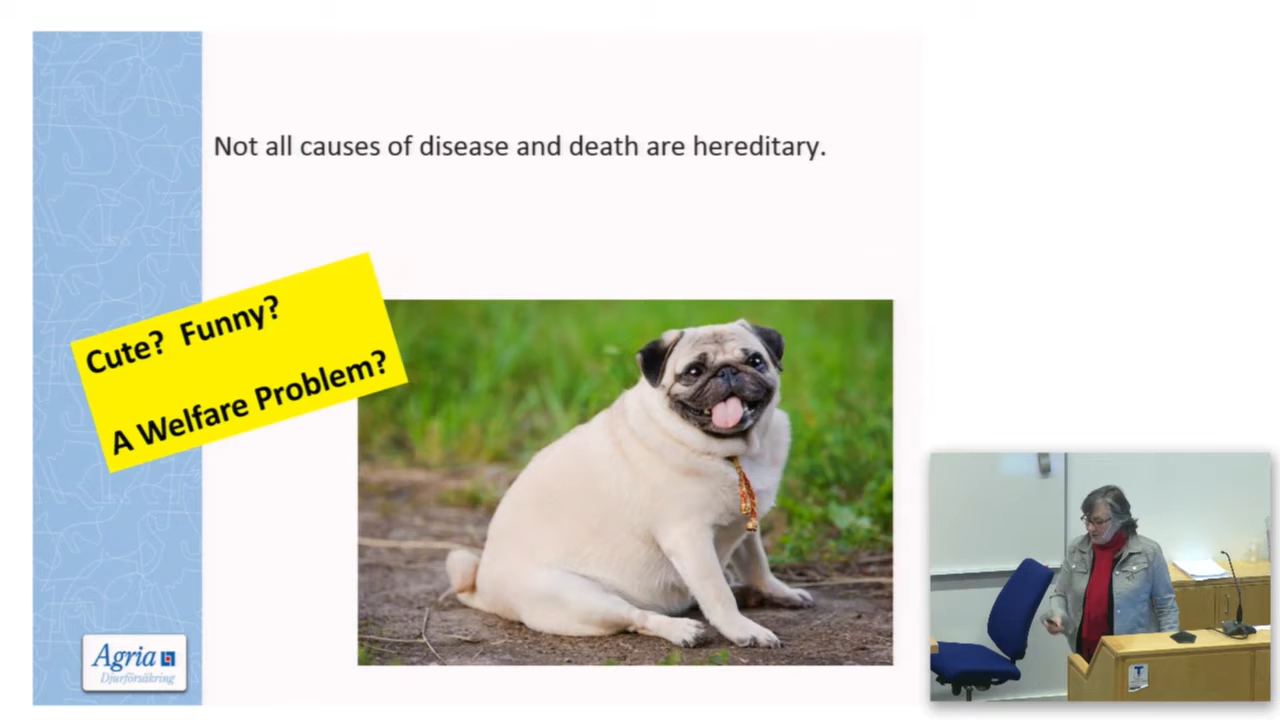 Not all causes of disease and death are hereditary.
Cute? Funny?
A Welfare Problem?
Agria
Djurförsäkring
T